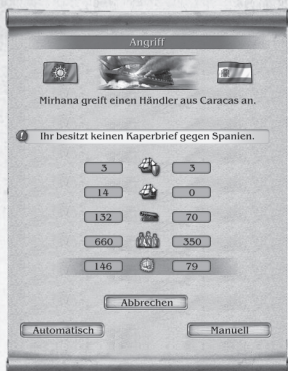 Angriff
Mirhana greift einen Händler aus Caracas an.
Ihr besitzt keinen Kaperbrief gegen Spanien.
3 3
14 0
132 70
660 350
146 79
Abbrechen
Automatisch Manuell